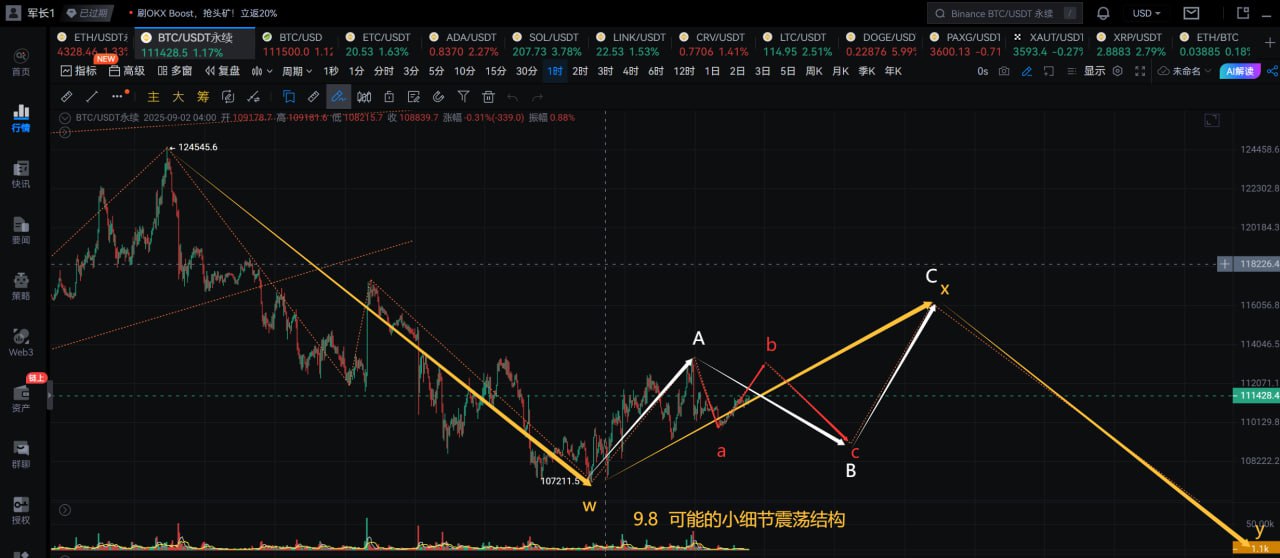 军长1 已过期 刷OKX Boost，抢头矿！立返20% Binance BTC/USDT 永续 / USD
ETH/USDT BTC/USDT永续 BTC/USD ETC/USDT ADA/USDT SOL/USDT LINK/USDT CRV/USDT LTC/USDT DOGE/USD PAXG/USDT XAUT/USDT XRP/USDT ETH/BTC
4328.46 1.33% 111428.5 1.17% 111500.0 1.12 20.53 1.63% 0.8370 2.27% 207.73 3.78% 22.53 1.53% 0.7706 1.41% 114.95 2.51% 0.22876 5.99% 3600.13 -0.71 3593.4 -0.27% 2.8883 2.79% 0.03885 0.18%
NEW
指标 高级 多窗 复盘 周期 1秒 1分 分时 3分 5分 10分 15分 30分 1时 2时 3时 4时 6时 12时 1日 2日 3日 5日 周K 月K 季K 年K 0s 显示 未命名 AI解读
主 大 筹
BTC/USDT永续 2025-09-02 04:00 开 109178.7 高 109181.6 低 108215.7 收 108839.7 涨幅 -0.31%(-339.0) 振幅 0.88%
首页
行情
快讯
要闻
策略
Web3
链上
资产
群聊
授权
124545.6
107211.5
w
A
a
b
B
c
C
x
y
9.8 可能的小细节震荡结构
124458.6
122302.8
120184.3
118226.4
116056.8
114046.5
112071.1
111428.4
110129.8
108222.2
50.00k
1.1k